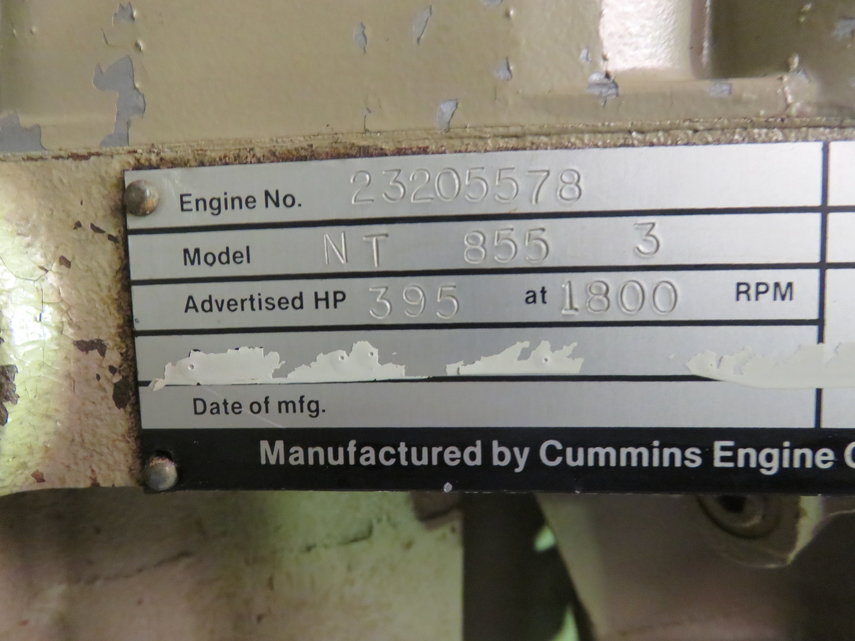 Engine No. 23205578
Model NT 855 3
Advertised HP 395 at 1800 RPM
Date of mfg.
Manufactured by Cummins Engine